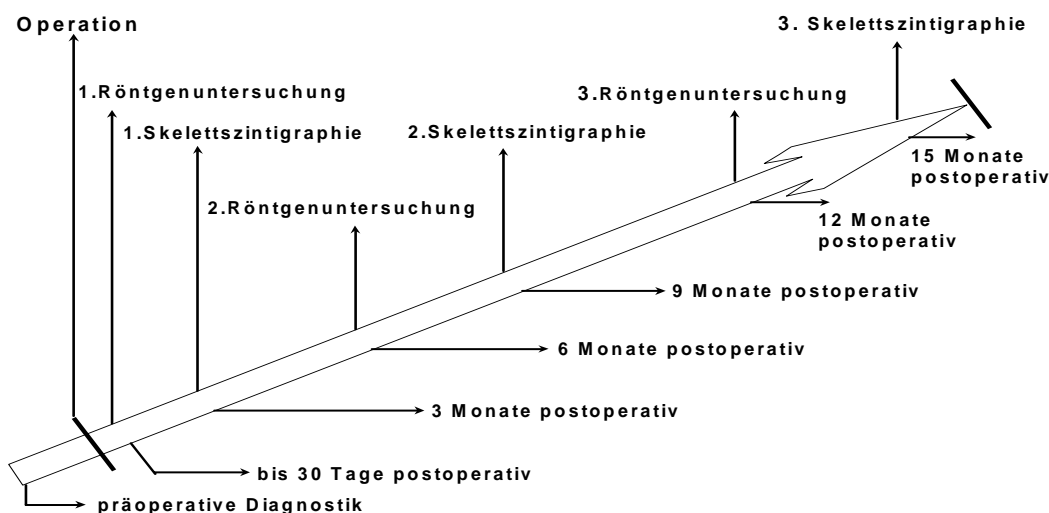 Operation
3. Skelettszintigraphie
1.Röntgenuntersuchung
3.Röntgenuntersuchung
1.Skelettszintigraphie
2.Skelettszintigraphie
15 Monate
postoperativ
2.Röntgenuntersuchung
12 Monate
postoperativ
9 Monate postoperativ
6 Monate postoperativ
3 Monate postoperativ
bis 30 Tage postoperativ
präoperative Diagnostik